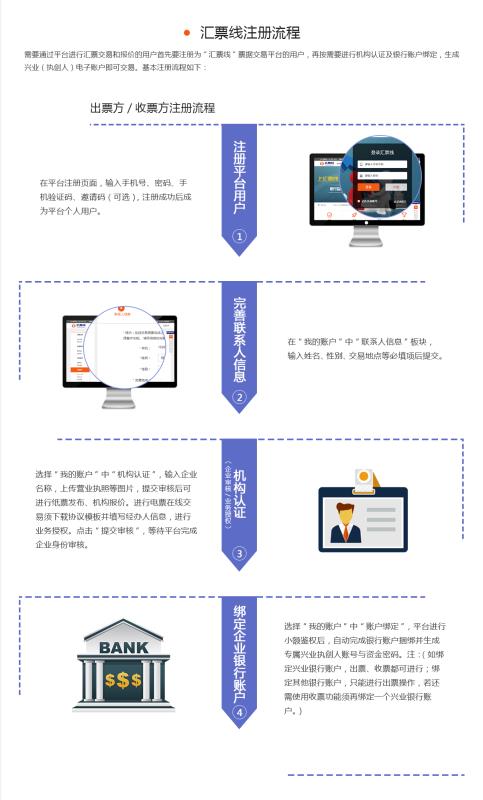 汇票线注册流程
需要通过平台进行汇票交易和报价的用户首先要注册为“汇票线”票据交易平台的用户，再按需要进行机构认证及银行账户绑定，生成
兴业（执剑人）电子账户即可交易。基本注册流程如下：
出票方 / 收票方注册流程
注册平台用户
1
在平台注册页面，输入手机号、密码、手
机验证码、邀请码（可选），注册成功后成
为平台个人用户。
登录汇票线
完善联系人信息
2
在“我的账户”中“联系人信息”板块，
输入姓名、性别、交易地点等必填项后提交。
选择“我的账户”中“机构认证”，输入企业
名称，上传营业执照等图片，提交审核后可
进行纸票发布、机构报价。进行电票在线交
易须下载协议模板并填写经办人信息，进行
业务授权。点击“提交审核”，等待平台完成
企业身份审核。
机构认证
（企业审核/业务授权）
3
BANK
$$$
绑定企业银行账户
4
选择“我的账户”中“账户绑定”，平台进行
小额鉴权后，自动完成银行账户捆绑并生成
专属兴业执剑人账号与资金密码。注：( 如绑
定兴业银行账户，出票、收票都可进行；绑
定其他银行账户，只能进行出票操作，若还
需使用收票功能须再绑定一个兴业银行账
户。)